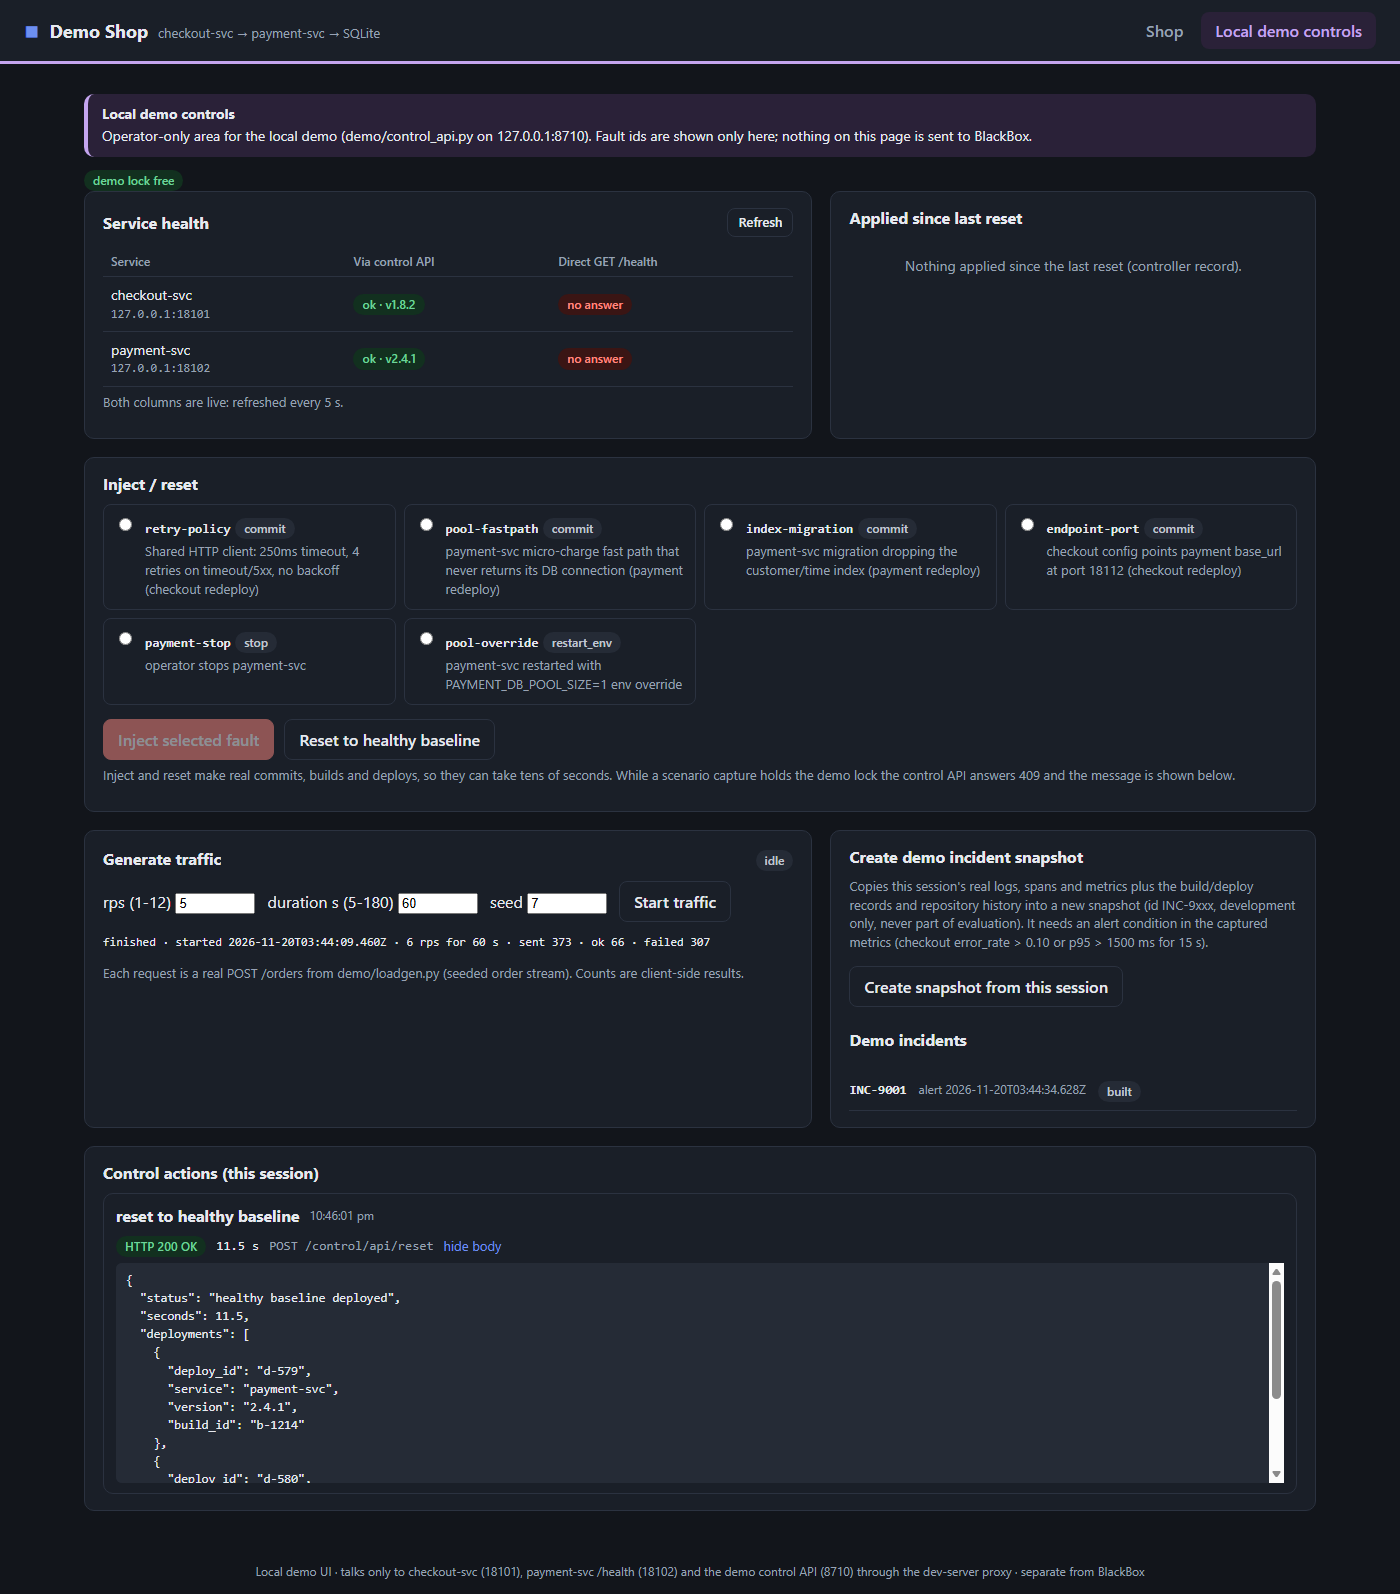 Demo Shop checkout-svc → payment-svc → SQLite
Shop
Local demo controls
Local demo controls
Operator-only area for the local demo (demo/control_api.py on 127.0.0.1:8710). Fault ids are shown only here; nothing on this page is sent to BlackBox.
demo lock free
Service health
Refresh
Service Via control API Direct GET /health
checkout-svc
127.0.0.1:18101
ok · v1.8.2
no answer
payment-svc
127.0.0.1:18102
ok · v2.4.1
no answer
Both columns are live: refreshed every 5 s.
Applied since last reset
Nothing applied since the last reset (controller record).
Inject / reset
retry-policy commit
Shared HTTP client: 250ms timeout, 4
retries on timeout/5xx, no backoff
(checkout redeploy)
pool-fastpath commit
payment-svc micro-charge fast path that
never returns its DB connection (payment
redeploy)
index-migration commit
payment-svc migration dropping the
customer/time index (payment redeploy)
endpoint-port commit
checkout config points payment base_url
at port 18112 (checkout redeploy)
payment-stop stop
operator stops payment-svc
pool-override restart_env
payment-svc restarted with
PAYMENT_DB_POOL_SIZE=1 env override
Inject selected fault
Reset to healthy baseline
Inject and reset make real commits, builds and deploys, so they can take tens of seconds. While a scenario capture holds the demo lock the control API answers 409 and the message is shown below.
Generate traffic
idle
rps (1-12) 5 duration s (5-180) 60 seed 7 Start traffic
finished · started 2026-11-20T03:44:09.460Z · 6 rps for 60 s · sent 373 · ok 66 · failed 307
Each request is a real POST /orders from demo/loadgen.py (seeded order stream). Counts are client-side results.
Create demo incident snapshot
Copies this session's real logs, spans and metrics plus the build/deploy
records and repository history into a new snapshot (id INC-9xxx, development
only, never part of evaluation). It needs an alert condition in the captured
metrics (checkout error_rate > 0.10 or p95 > 1500 ms for 15 s).
Create snapshot from this session
Demo incidents
INC-9001 alert 2026-11-20T03:44:34.628Z built
Control actions (this session)
reset to healthy baseline 10:46:01 pm
HTTP 200 OK 11.5 s POST /control/api/reset hide body
{
"status": "healthy baseline deployed",
"seconds": 11.5,
"deployments": [
{
"deploy_id": "d-579",
"service": "payment-svc",
"version": "2.4.1",
"build_id": "b-1214"
},
{
"deploy_id": "d-580",
Local demo UI · talks only to checkout-svc (18101), payment-svc /health (18102) and the demo control API (8710) through the dev-server proxy · separate from BlackBox